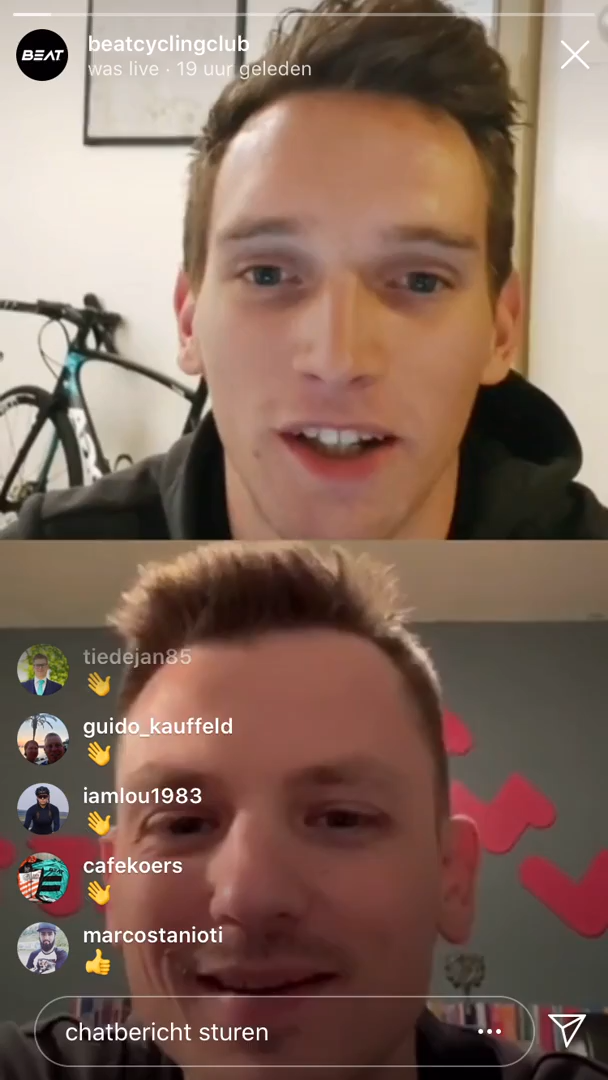 BEAT
beatcyclingclub
was live · 19 uur geleden
tiedejan85
👋
guido_kauffeld
👋
iamlou1983
👋
cafekoers
👋
marcostanioti
👍
chatbericht sturen